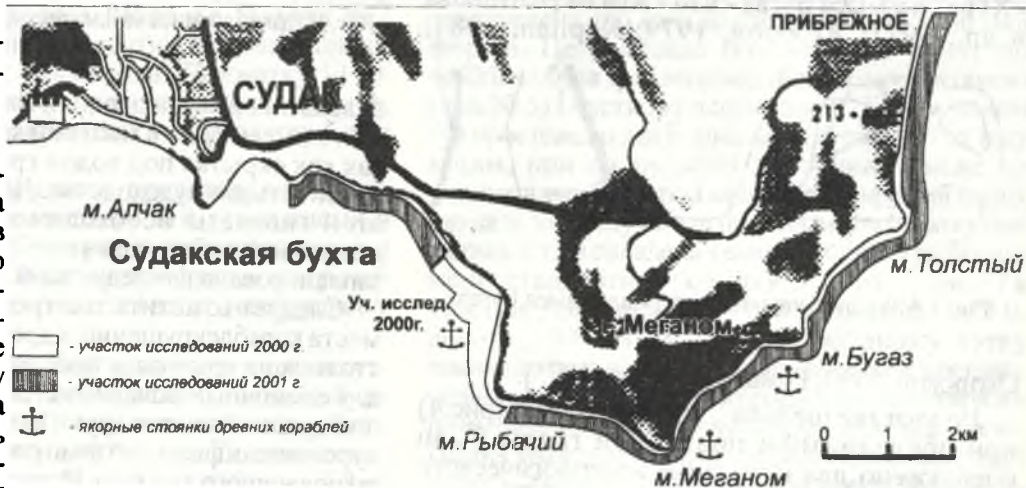 ПРИБРЕЖНОЕ
СУДАК
213
м.Алчак
Судакская бухта
м.Толстый
Уч. исслед.
2000г.
Меганом
м.Бугаз
- участок исследований 2000 г.
- участок исследований 2001 г.
- якорные стоянки древних кораблей
м.Рыбачий
м.Меганом
0 1 2км